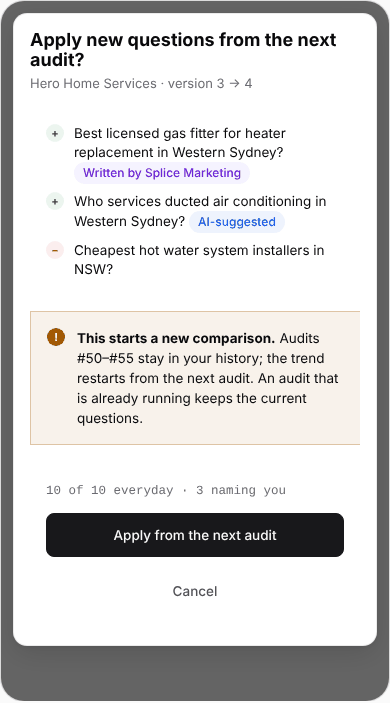 Apply new questions from the next
audit?
Hero Home Services · version 3 → 4
+ Best licensed gas fitter for heater
replacement in Western Sydney?
Written by Splice Marketing
+ Who services ducted air conditioning in
Western Sydney? AI-suggested
− Cheapest hot water system installers in
NSW?
! This starts a new comparison. Audits
#50–#55 stay in your history; the trend
restarts from the next audit. An audit that
is already running keeps the current
questions.
10 of 10 everyday · 3 naming you
Apply from the next audit
Cancel